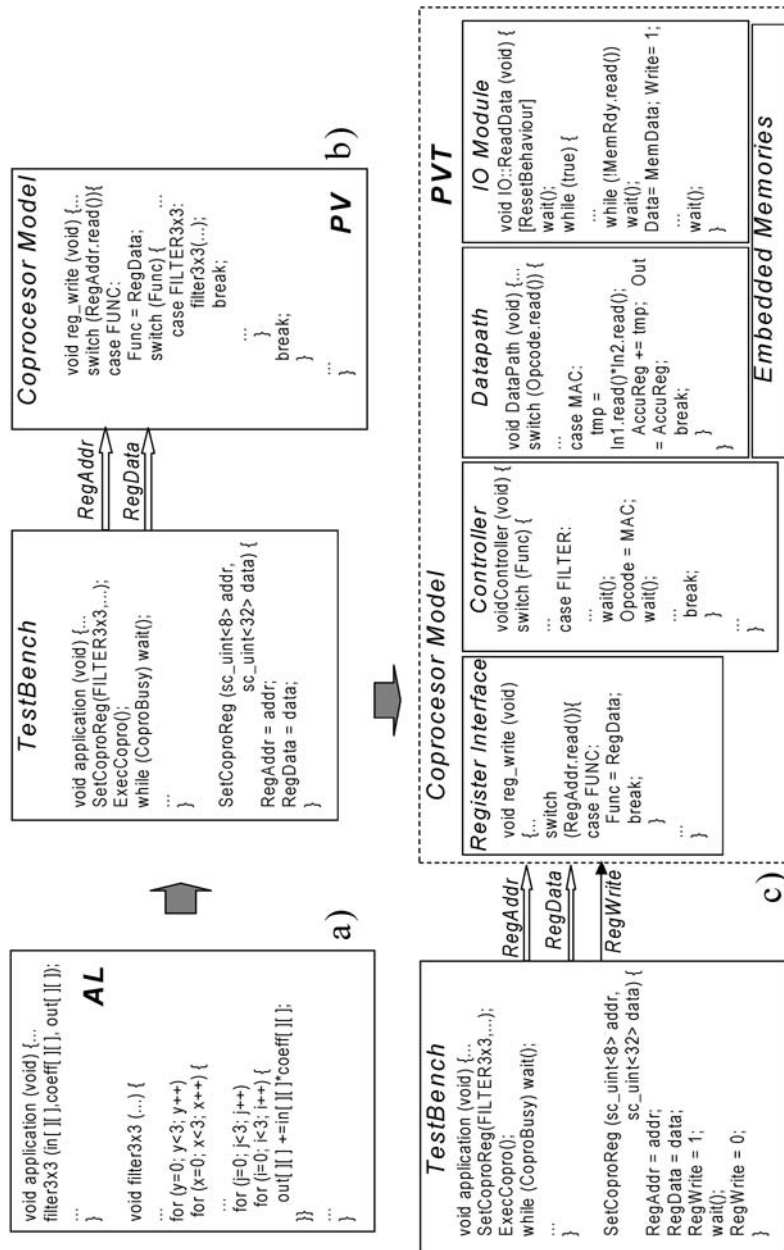 void application (void) {...
filter3x3 (in[ ][ ],coeff[ ][ ], out[ ][ ]);
...
}
AL
void filter3x3 (...) {
...
for (y=0; y<3; y++)
for (x=0; x<3; x++) {
...
for (j=0; j<3; j++)
for (i=0; i<3; i++) {
out[ ][ ] +=in[ ][ ]*coeff[ ][ ];
}}
...
}
a)
TestBench
void application (void) {...
SetCoproReg(FILTER3x3,...);
ExecCopro();
while (CoproBusy) wait();
...
}
SetCoproReg (sc_uint<8> addr,
sc_uint<32> data) {
RegAddr = addr;
RegData = data;
}
RegAddr
RegData
Coprocesor Model
void reg_write (void) {...
switch (RegAddr.read()){
case FUNC:
Func = RegData;
switch (Func) { ...
case FILTER3x3:
filter3x3(...);
break;
... }
break;
}
...
}
PV
b)
TestBench
void application (void) {...
SetCoproReg(FILTER3x3,...);
ExecCopro();
while (CoproBusy) wait();
...
}
SetCoproReg (sc_uint<8> addr,
sc_uint<32> data) {
RegAddr = addr;
RegData = data;
RegWrite = 1;
wait();
RegWrite = 0;
}
c)
RegAddr
RegData
RegWrite
Coprocesor Model
PVT
Register Interface
void reg_write (void)
{... switch
(RegAddr.read()){
case FUNC:
Func = RegData;
break;
}
...
}
Controller
voidController (void) {
switch (Func) {
...
case FILTER:
...
wait();
Opcode = MAC;
wait();
...
break;
}
...
}
Datapath
void DataPath (void) {...
switch (Opcode.read()) {
...
case MAC:
tmp =
In1.read()*In2.read();
AccuReg += tmp; Out
= AccuReg;
break;
}
}
IO Module
void IO::ReadData (void) {
[ResetBehaviour]
wait();
while (true) {
...
while (!MemRdy.read())
wait();
Data= MemData; Write= 1;
...
wait();
}
Embedded Memories